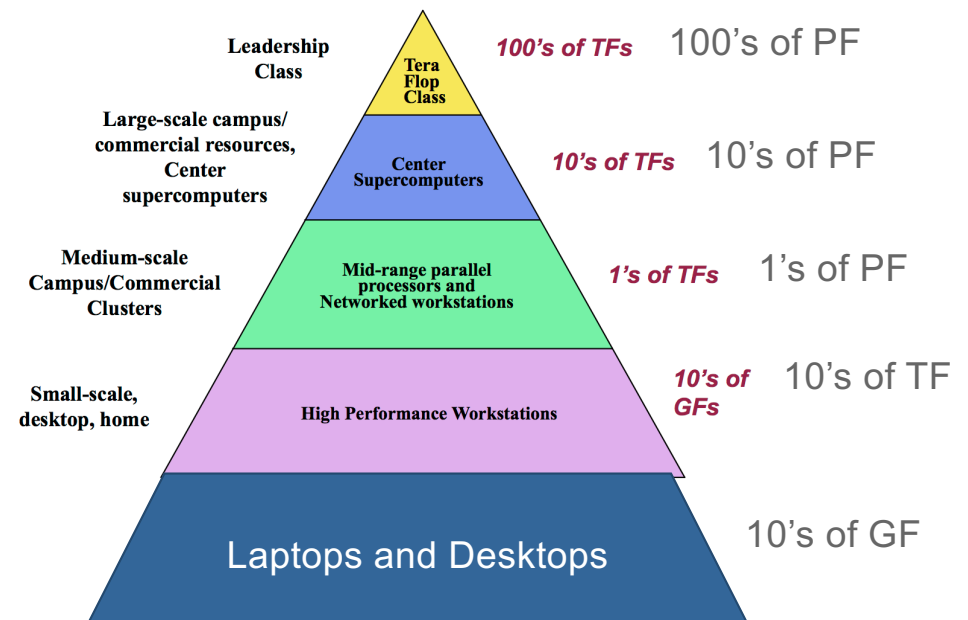 Leadership
Class
Tera
Flop
Class
100's of TFs
100's of PF
Large-scale campus/
commercial resources,
Center
supercomputers
Center
Supercomputers
10's of TFs
10's of PF
Medium-scale
Campus/Commercial
Clusters
Mid-range parallel
processors and
Networked workstations
1's of TFs
1's of PF
Small-scale,
desktop, home
High Performance Workstations
10's of
GFs
10's of TF
Laptops and Desktops
10's of GF